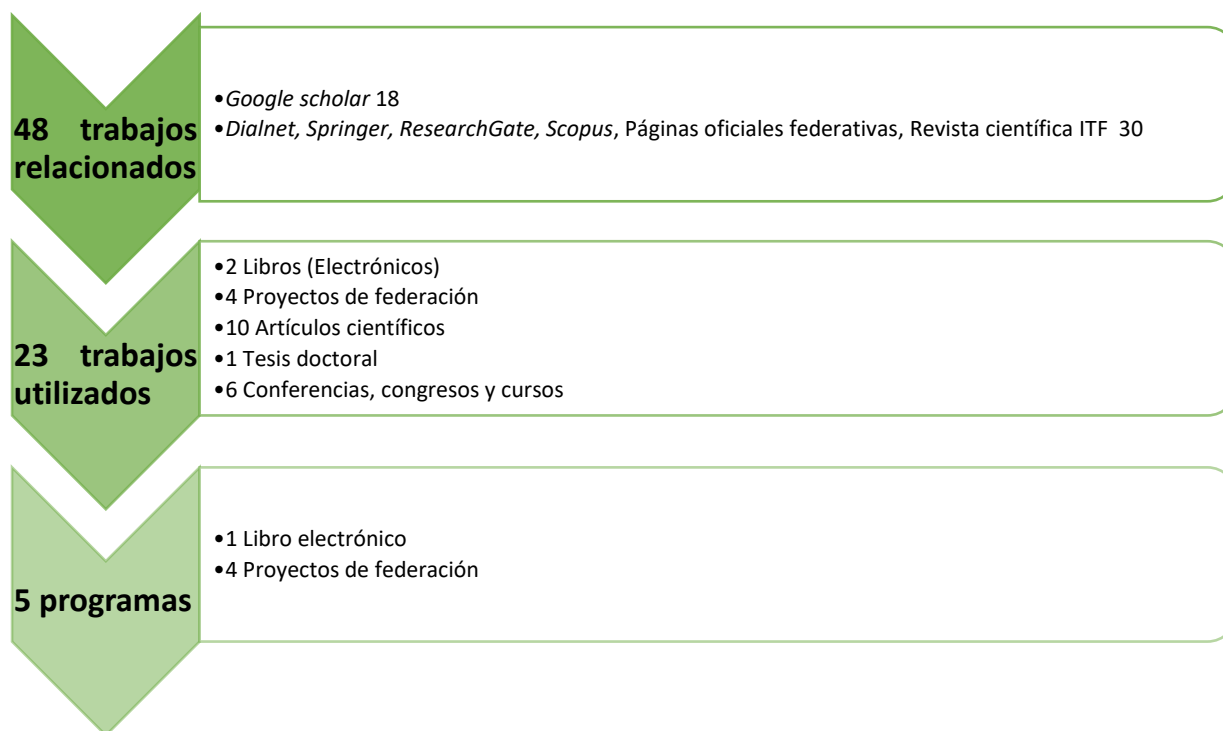 48 trabajos
relacionados
•Google scholar 18
•Dialnet, Springer, ResearchGate, Scopus, Páginas oficiales federativas, Revista científica ITF 30
23 trabajos
utilizados
•2 Libros (Electrónicos)
•4 Proyectos de federación
•10 Artículos científicos
•1 Tesis doctoral
•6 Conferencias, congresos y cursos
5 programas
•1 Libro electrónico
•4 Proyectos de federación